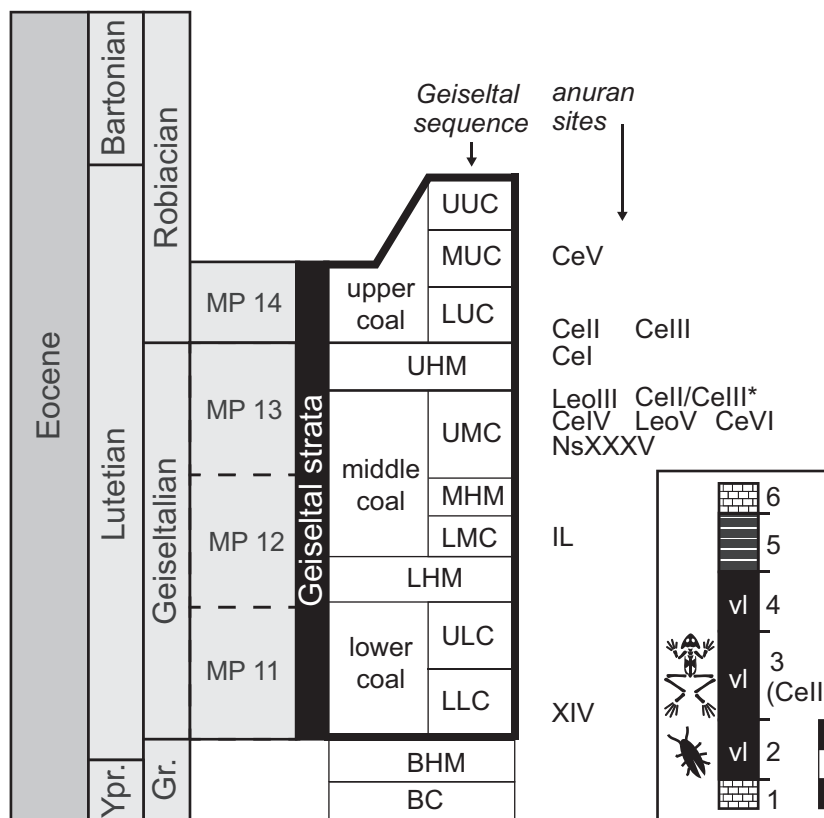 Geiseltal
sequence
anuran
sites
Eocene
Bartonian
Lutetian
Ypr.
Robiacian
Geiseltalian
Gr.
MP 14
MP 13
MP 12
MP 11
Geiseltal strata
upper
coal
UUC
MUC
LUC
UHM
middle
coal
UMC
MHM
LMC
LHM
lower
coal
ULC
LLC
BHM
BC
CeV
CeII CeIII
CeI
LeoIII CeII/CeIII*
CeIV LeoV CeVI
NsXXXV
IL
XIV
6
5
vl 4
vl 3
(CeII
vl 2
1